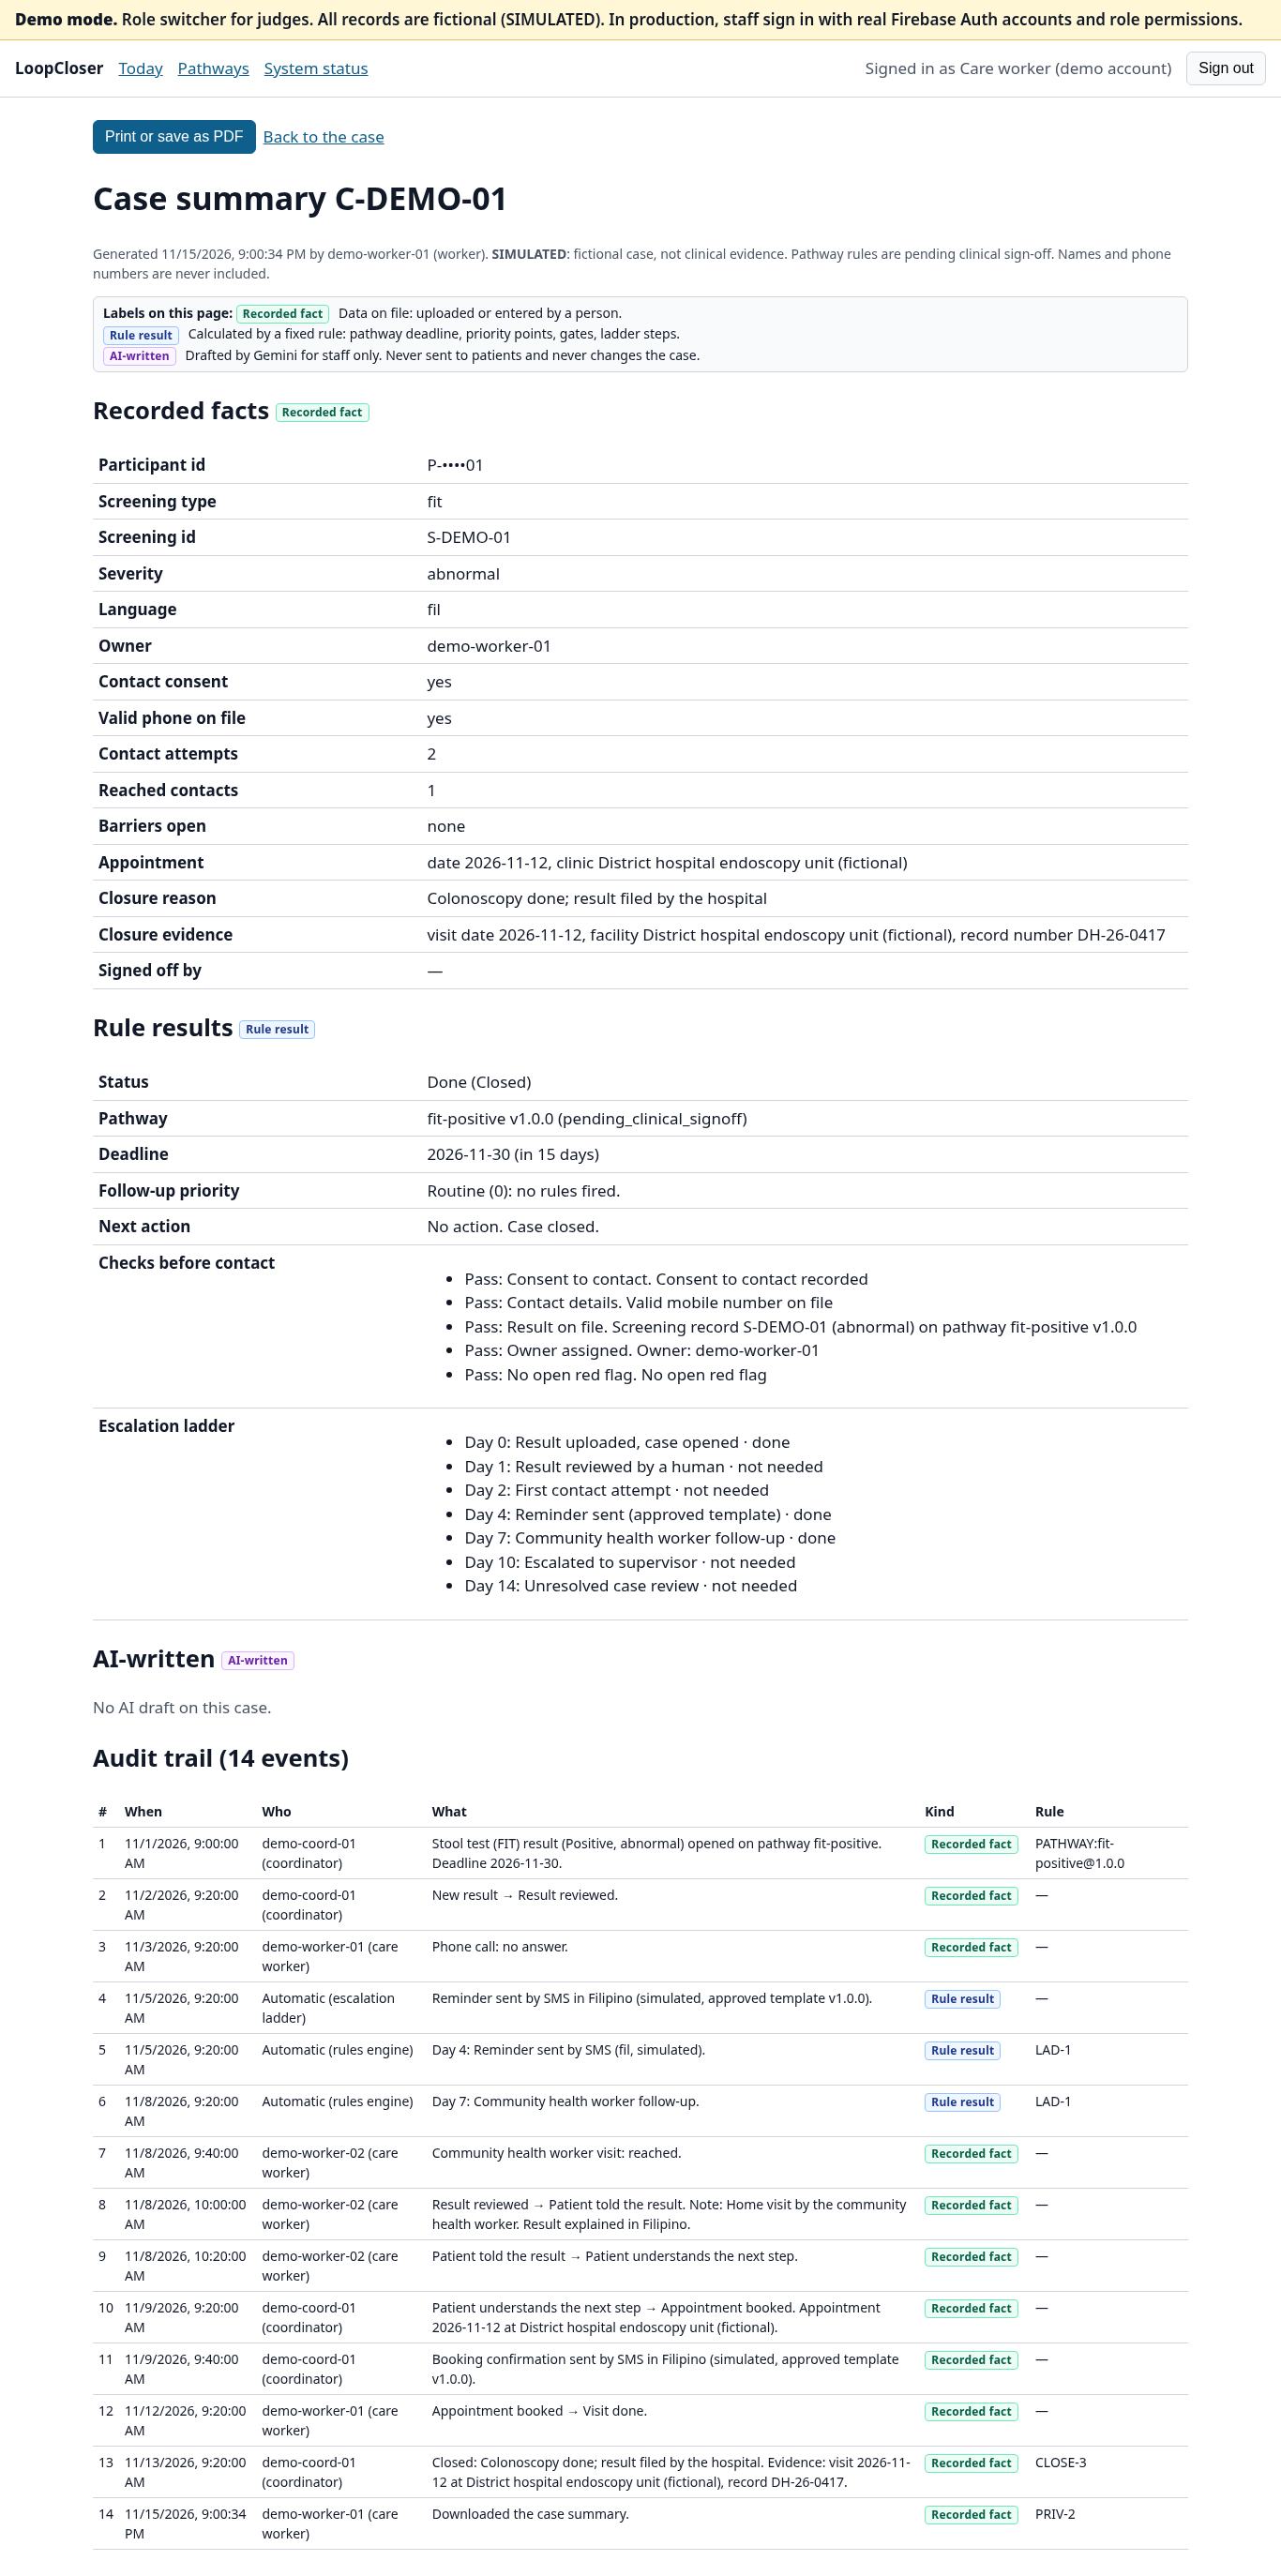 Demo mode. Role switcher for judges. All records are fictional (SIMULATED). In production, staff sign in with real Firebase Auth accounts and role permissions.
LoopCloser Today Pathways System status Signed in as Care worker (demo account) Sign out
Print or save as PDF Back to the case
Case summary C-DEMO-01
Generated 11/15/2026, 9:00:34 PM by demo-worker-01 (worker). SIMULATED: fictional case, not clinical evidence. Pathway rules are pending clinical sign-off. Names and phone
numbers are never included.
Labels on this page: Recorded fact Data on file: uploaded or entered by a person.
Rule result Calculated by a fixed rule: pathway deadline, priority points, gates, ladder steps.
AI-written Drafted by Gemini for staff only. Never sent to patients and never changes the case.
Recorded facts Recorded fact
Participant id P-••••01
Screening type fit
Screening id S-DEMO-01
Severity abnormal
Language fil
Owner demo-worker-01
Contact consent yes
Valid phone on file yes
Contact attempts 2
Reached contacts 1
Barriers open none
Appointment date 2026-11-12, clinic District hospital endoscopy unit (fictional)
Closure reason Colonoscopy done; result filed by the hospital
Closure evidence visit date 2026-11-12, facility District hospital endoscopy unit (fictional), record number DH-26-0417
Signed off by —
Rule results Rule result
Status Done (Closed)
Pathway fit-positive v1.0.0 (pending_clinical_signoff)
Deadline 2026-11-30 (in 15 days)
Follow-up priority Routine (0): no rules fired.
Next action No action. Case closed.
Checks before contact
• Pass: Consent to contact. Consent to contact recorded
• Pass: Contact details. Valid mobile number on file
• Pass: Result on file. Screening record S-DEMO-01 (abnormal) on pathway fit-positive v1.0.0
• Pass: Owner assigned. Owner: demo-worker-01
• Pass: No open red flag. No open red flag
Escalation ladder
• Day 0: Result uploaded, case opened · done
• Day 1: Result reviewed by a human · not needed
• Day 2: First contact attempt · not needed
• Day 4: Reminder sent (approved template) · done
• Day 7: Community health worker follow-up · done
• Day 10: Escalated to supervisor · not needed
• Day 14: Unresolved case review · not needed
AI-written AI-written
No AI draft on this case.
Audit trail (14 events)
# When Who What Kind Rule
1 11/1/2026, 9:00:00 demo-coord-01 Stool test (FIT) result (Positive, abnormal) opened on pathway fit-positive. Recorded fact PATHWAY:fit-
AM (coordinator) Deadline 2026-11-30. positive@1.0.0
2 11/2/2026, 9:20:00 demo-coord-01 New result → Result reviewed. Recorded fact —
AM (coordinator)
3 11/3/2026, 9:20:00 demo-worker-01 (care Phone call: no answer. Recorded fact —
AM worker)
4 11/5/2026, 9:20:00 Automatic (escalation Reminder sent by SMS in Filipino (simulated, approved template v1.0.0). Rule result —
AM ladder)
5 11/5/2026, 9:20:00 Automatic (rules engine) Day 4: Reminder sent by SMS (fil, simulated). Rule result LAD-1
AM
6 11/8/2026, 9:20:00 Automatic (rules engine) Day 7: Community health worker follow-up. Rule result LAD-1
AM
7 11/8/2026, 9:40:00 demo-worker-02 (care Community health worker visit: reached. Recorded fact —
AM worker)
8 11/8/2026, 10:00:00 demo-worker-02 (care Result reviewed → Patient told the result. Note: Home visit by the community Recorded fact —
AM worker) health worker. Result explained in Filipino.
9 11/8/2026, 10:20:00 demo-worker-02 (care Patient told the result → Patient understands the next step. Recorded fact —
AM worker)
10 11/9/2026, 9:20:00 demo-coord-01 Patient understands the next step → Appointment booked. Appointment Recorded fact —
AM (coordinator) 2026-11-12 at District hospital endoscopy unit (fictional).
11 11/9/2026, 9:40:00 demo-coord-01 Booking confirmation sent by SMS in Filipino (simulated, approved template Recorded fact —
AM (coordinator) v1.0.0).
12 11/12/2026, 9:20:00 demo-worker-01 (care Appointment booked → Visit done. Recorded fact —
AM worker)
13 11/13/2026, 9:20:00 demo-coord-01 Closed: Colonoscopy done; result filed by the hospital. Evidence: visit 2026-11- Recorded fact CLOSE-3
AM (coordinator) 12 at District hospital endoscopy unit (fictional), record DH-26-0417.
14 11/15/2026, 9:00:34 demo-worker-01 (care Downloaded the case summary. Recorded fact PRIV-2
PM worker)